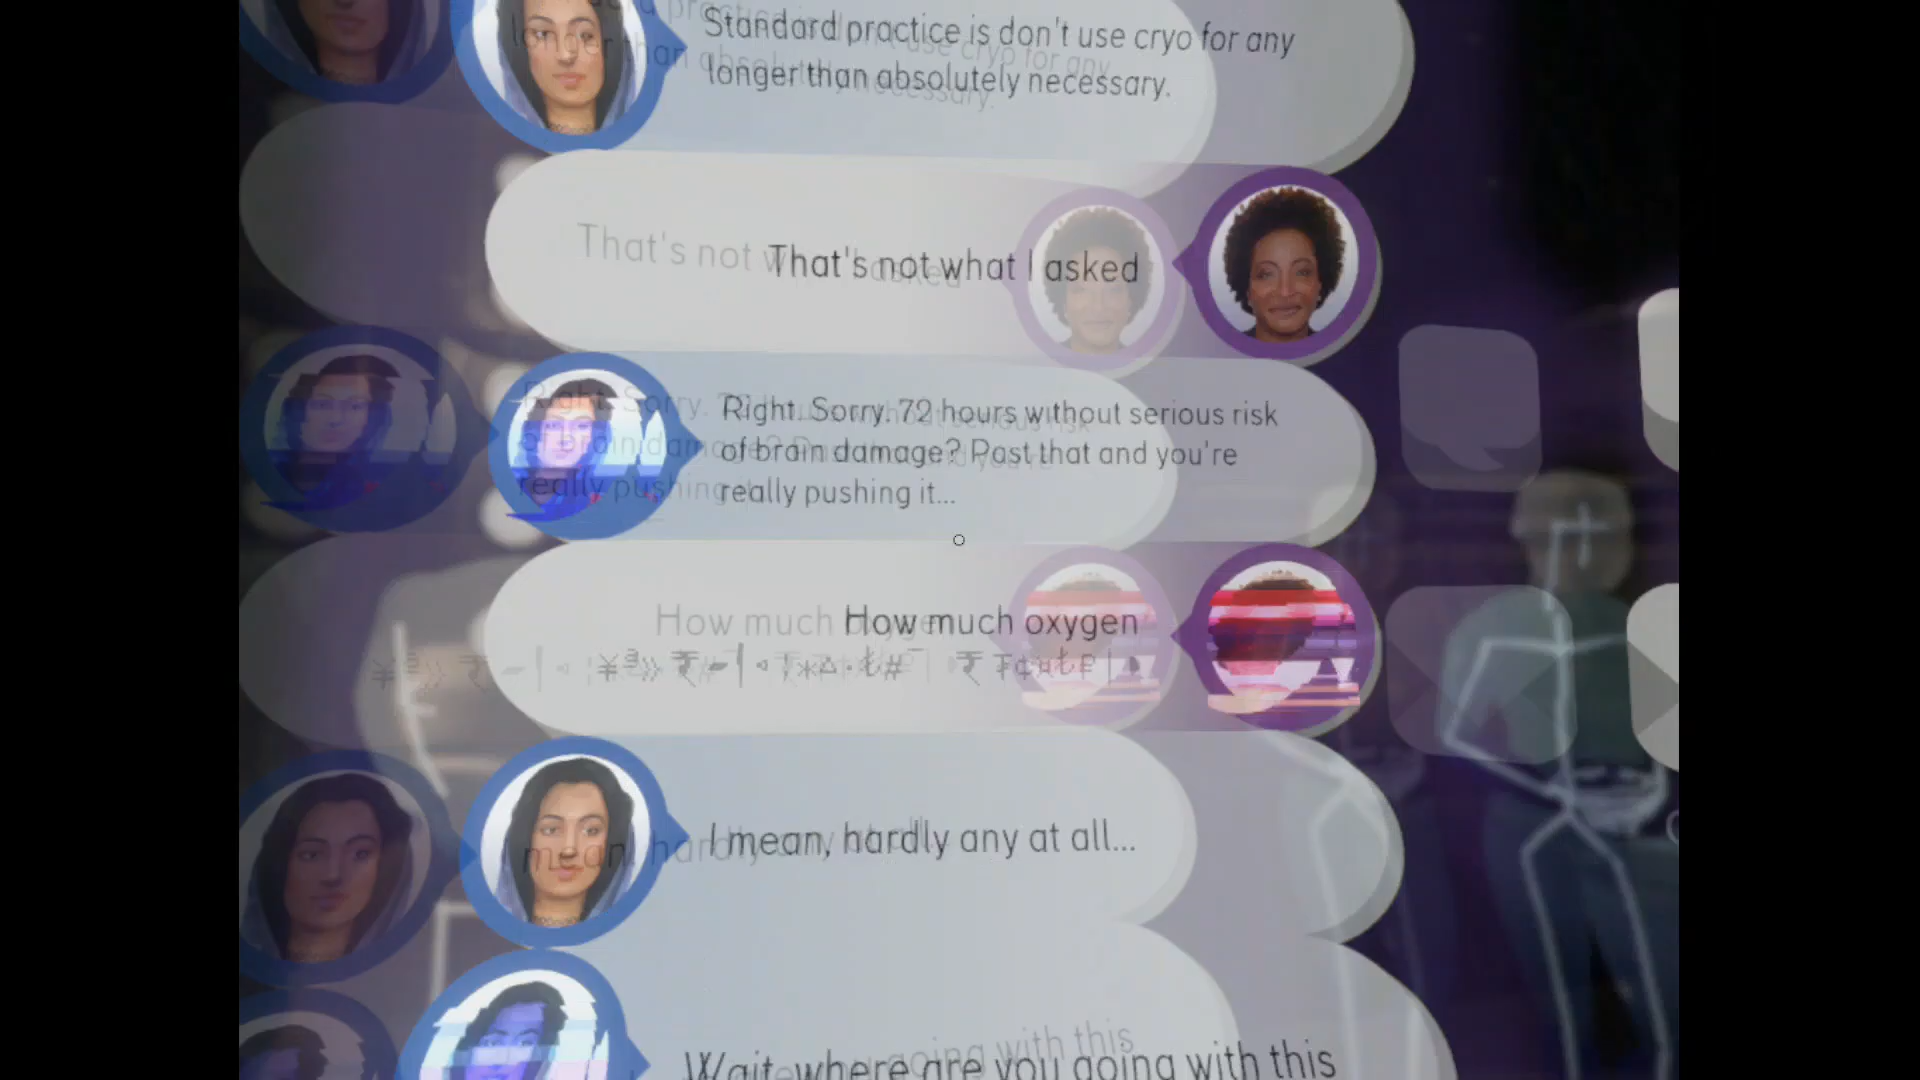 Standard practice is don't use cryo for any
longer than absolutely necessary.
That's not what I asked
Right. Sorry. 72 hours without serious risk
of brain damage? Past that and you're
really pushing it...
How much oxygen
I mean, hardly any at all...
Wait, where are you going with this